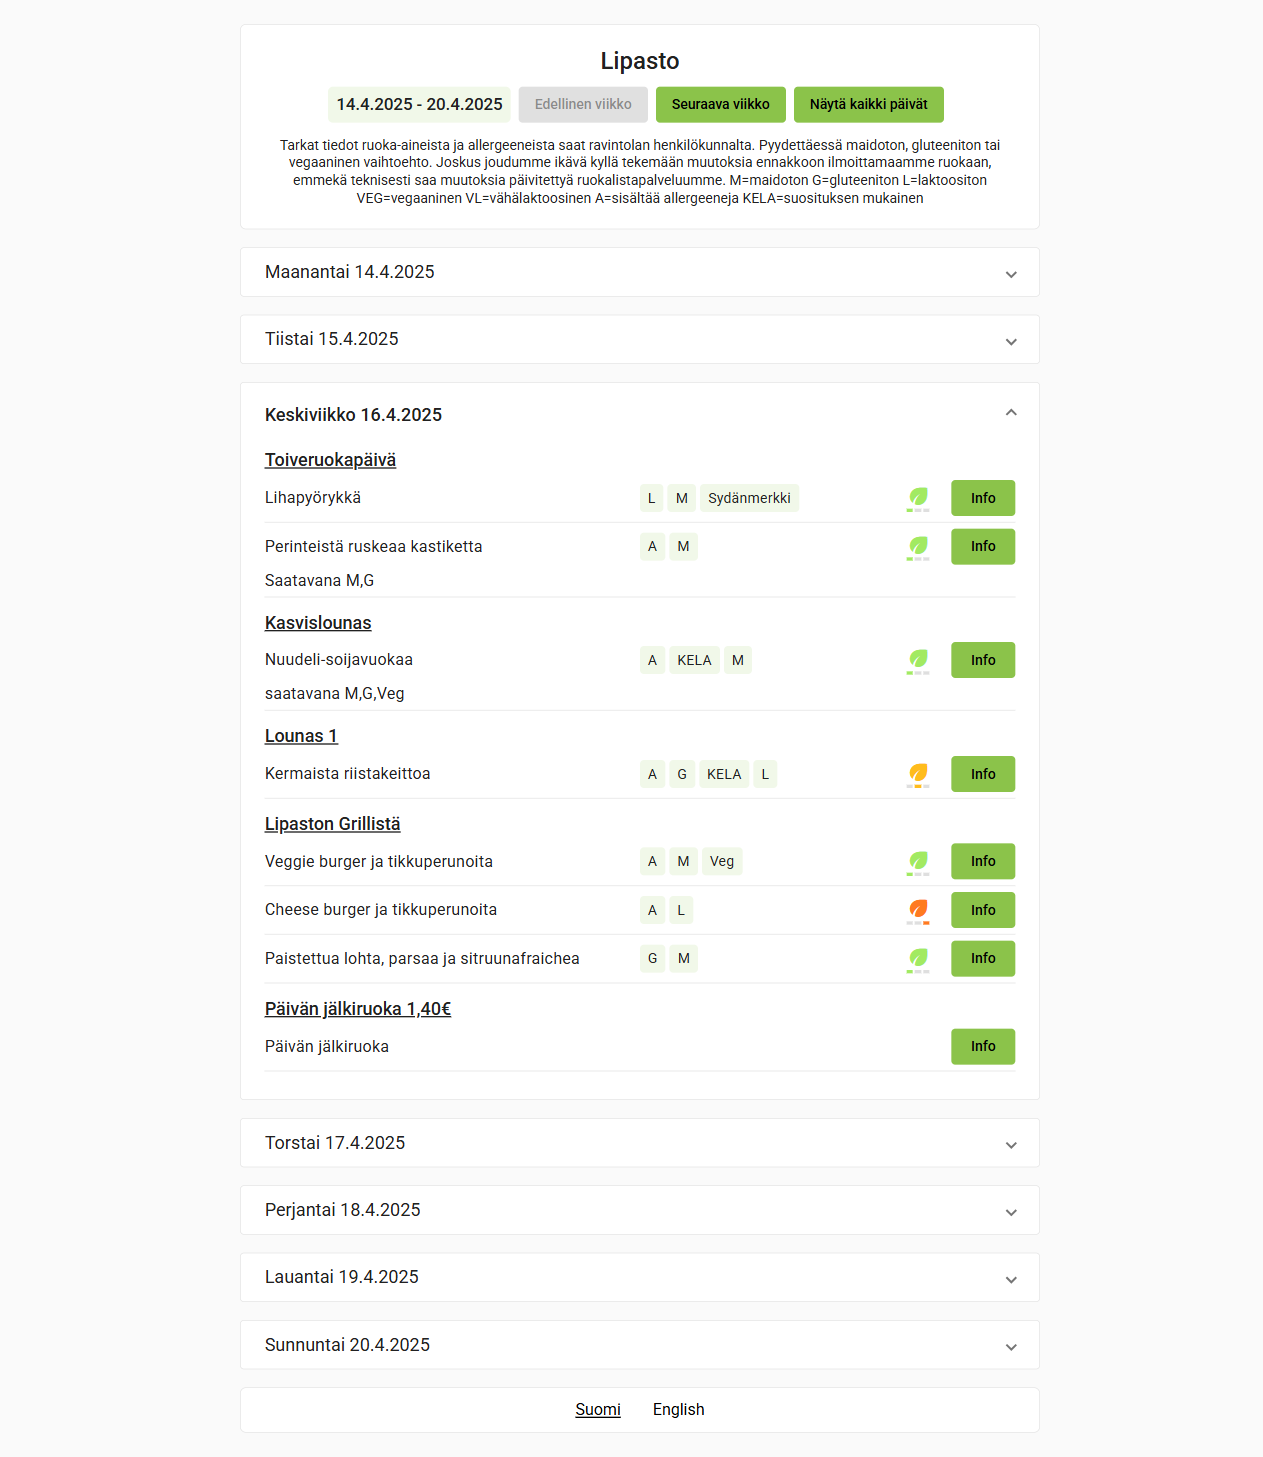 Lipasto
14.4.2025 - 20.4.2025 Edellinen viikko Seuraava viikko Näytä kaikki päivät
Tarkat tiedot ruoka-aineista ja allergeeneista saat ravintolan henkilökunnalta. Pyydettäessä maidoton, gluteeniton tai
vegaaninen vaihtoehto. Joskus joudumme ikävä kyllä tekemään muutoksia ennakkoon ilmoittamaamme ruokaan,
emmekä teknisesti saa muutoksia päivitettyä ruokalistapalveluumme. M=maidoton G=gluteeniton L=laktoositon
VEG=vegaaninen VL=vähälaktoosinen A=sisältää allergeeneja KELA=suosituksen mukainen
Maanantai 14.4.2025
Tiistai 15.4.2025
Keskiviikko 16.4.2025
Toiveruokapäivä
Lihapyörykkä L M Sydänmerkki Info
Perinteistä ruskeaa kastiketta A M Info
Saatavana M,G
Kasvislounas
Nuudeli-soijavuokaa A KELA M Info
saatavana M,G,Veg
Lounas 1
Kermaista riistakeittoa A G KELA L Info
Lipaston Grillistä
Veggie burger ja tikkuperunoita A M Veg Info
Cheese burger ja tikkuperunoita A L Info
Paistettua lohta, parsaa ja sitruunafraichea G M Info
Päivän jälkiruoka 1,40€
Päivän jälkiruoka Info
Torstai 17.4.2025
Perjantai 18.4.2025
Lauantai 19.4.2025
Sunnuntai 20.4.2025
Suomi English